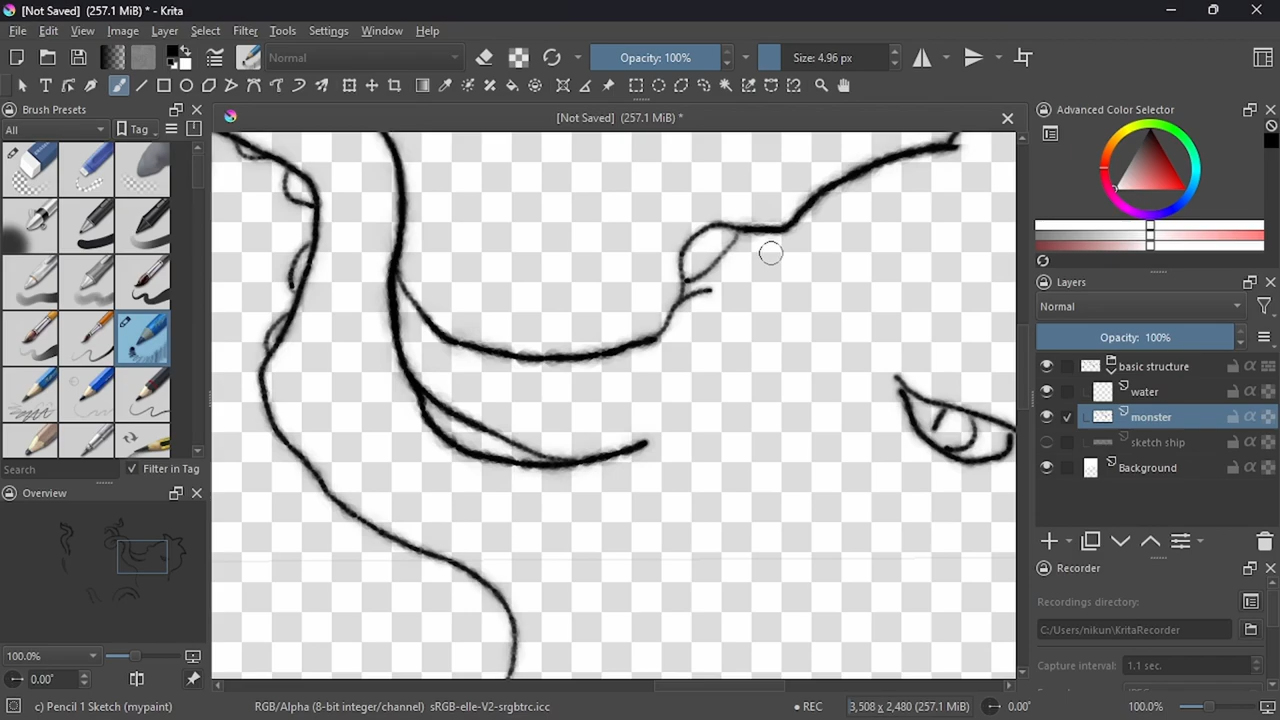 [Not Saved] (257.1 MiB) * - Krita
File Edit View Image Layer Select Filter Tools Settings Window Help
Normal Opacity: 100% Size: 4.96 px
Brush Presets
[Not Saved] (257.1 MiB) *
Advanced Color Selector
All Tag
Layers
Normal
Opacity: 100%
basic structure
water
monster
sketch ship
Background
Search Filter in Tag
Overview
Recorder
Recordings directory:
C:/Users/nikun\KritaRecorder
Capture interval: 1.1 sec.
100.0%
0.00°
c) Pencil 1 Sketch (mypaint) RGB/Alpha (8-bit integer/channel) sRGB-elle-V2-srgbtrc.icc REC 3,508 x 2,480 (257.1 MiB) 0.00° 100.0%